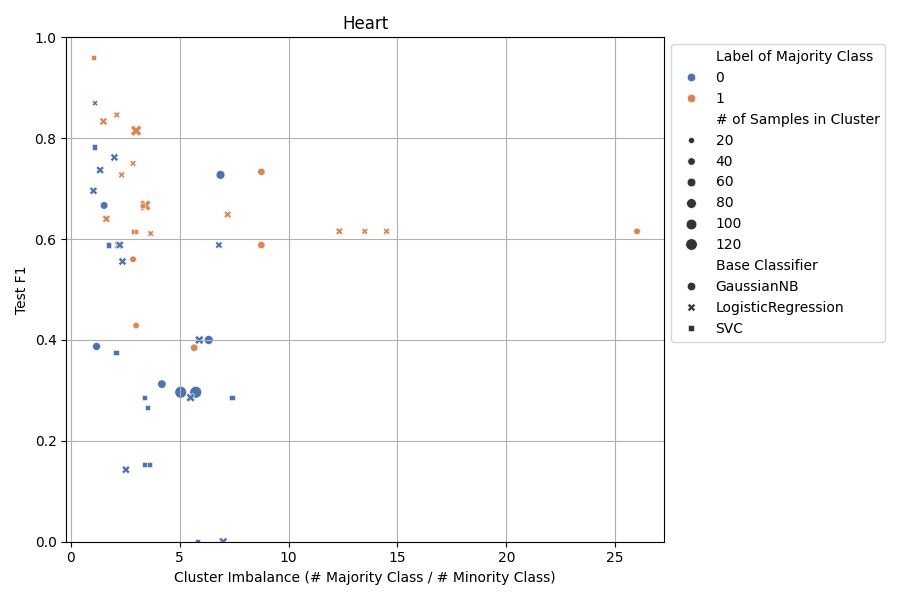 Heart
1.0
0.8
0.6
0.4
0.2
0.0
Test F1
0
5
10
15
20
25
Cluster Imbalance (# Majority Class / # Minority Class)
Label of Majority Class
0
1
# of Samples in Cluster
20
40
60
80
100
120
Base Classifier
GaussianNB
LogisticRegression
SVC